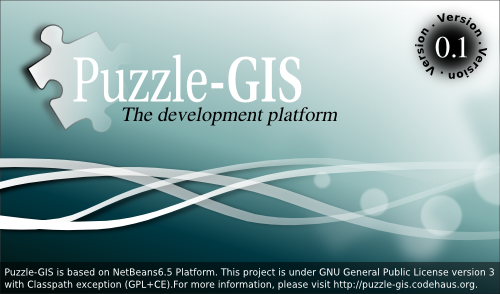 Version · Version · Version ·
0.1
Puzzle-GIS
The development platform
Puzzle-GIS is based on NetBeans6.5 Platform. This project is under GNU General Public License version 3
with Classpath exception (GPL+CE).For more information, please visit http://puzzle-gis.codehaus.org.